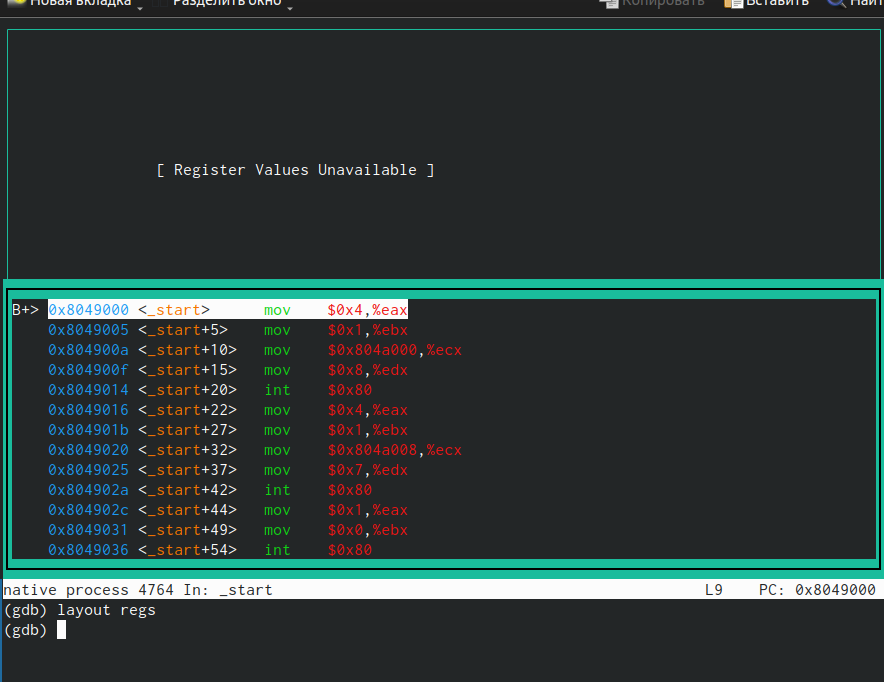 Новая вкладка Разделить окно Копировать Вставить
[ Register Values Unavailable ]
B+> 0x8049000 <_start> mov $0x4,%eax
0x8049005 <_start+5> mov $0x1,%ebx
0x804900a <_start+10> mov $0x804a000,%ecx
0x804900f <_start+15> mov $0x8,%edx
0x8049014 <_start+20> int $0x80
0x8049016 <_start+22> mov $0x4,%eax
0x804901b <_start+27> mov $0x1,%ebx
0x8049020 <_start+32> mov $0x804a008,%ecx
0x8049025 <_start+37> mov $0x7,%edx
0x804902a <_start+42> int $0x80
0x804902c <_start+44> mov $0x1,%eax
0x8049031 <_start+49> mov $0x0,%ebx
0x8049036 <_start+54> int $0x80
native process 4764 In: _start L9 PC: 0x8049000
(gdb) layout regs
(gdb)